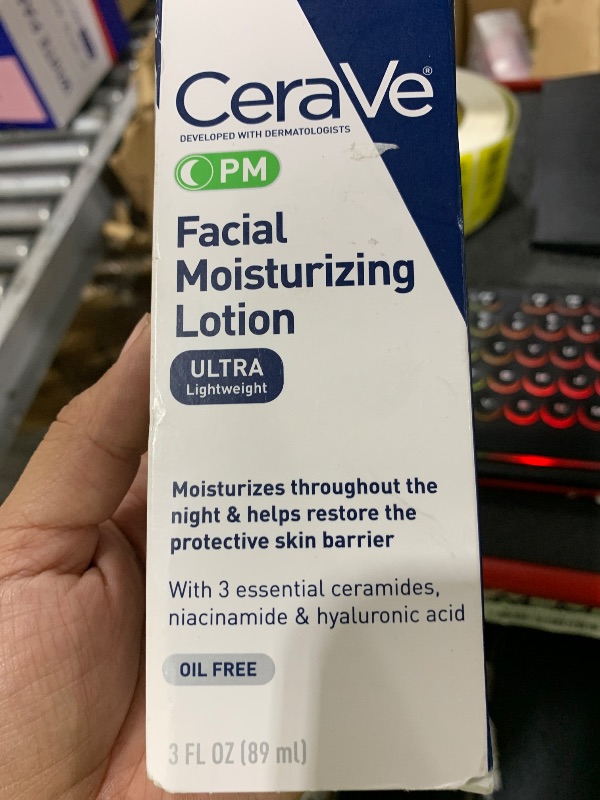 CeraVe®
DEVELOPED WITH DERMATOLOGISTS
PM
Facial
Moisturizing
Lotion
ULTRA
Lightweight
Moisturizes throughout the
night & helps restore the
protective skin barrier
With 3 essential ceramides,
niacinamide & hyaluronic acid
OIL FREE
3 FL OZ (89 ml)